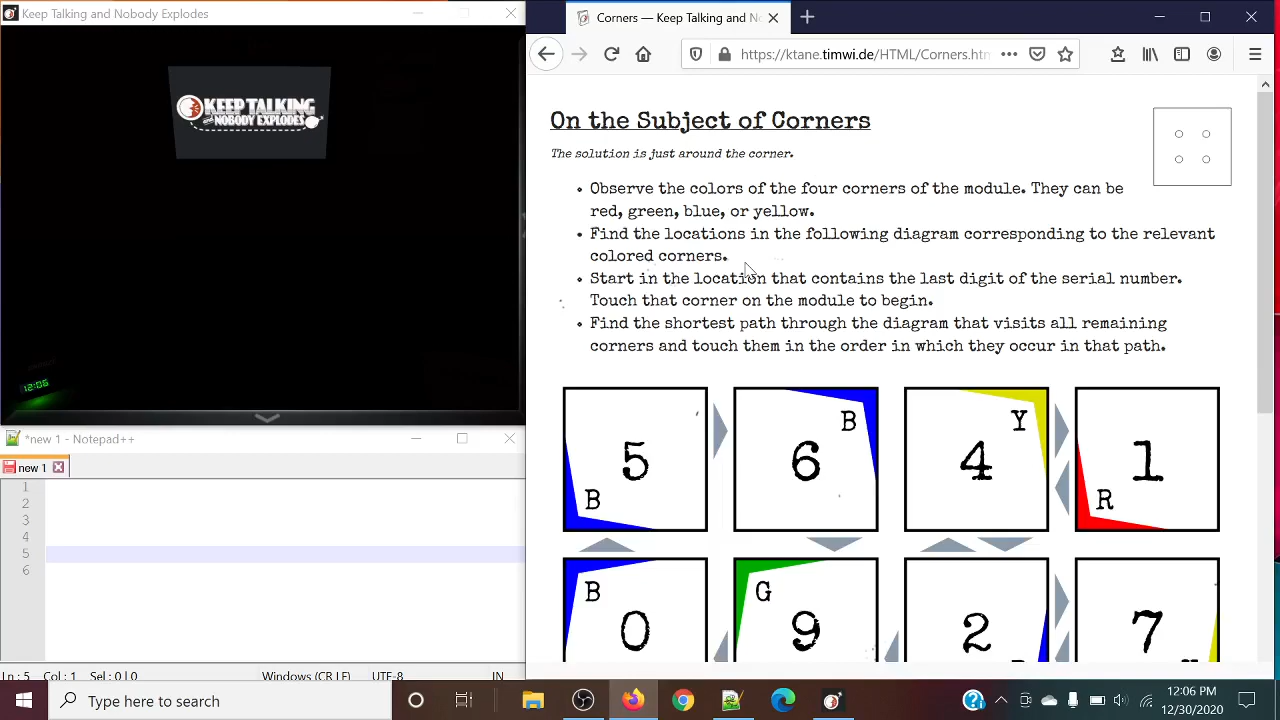 Keep Talking and Nobody Explodes
KEEP TALKING
and NOBODY EXPLODES
12:06
*new 1 - Notepad++
new 1
1
2
3
4
5
6
Ln : 5 Col : 1 Sel : 0 | 0 Windows (CR LF) UTF-8 IN
Corners — Keep Talking and No
https://ktane.timwi.de/HTML/Corners.htm
On the Subject of Corners
The solution is just around the corner.
Observe the colors of the four corners of the module. They can be
red, green, blue, or yellow.
Find the locations in the following diagram corresponding to the relevant
colored corners.
Start in the location that contains the last digit of the serial number.
Touch that corner on the module to begin.
Find the shortest path through the diagram that visits all remaining
corners and touch them in the order in which they occur in that path.
5 B
6 B
4 Y
1 R
B 0
G 9
2
7
Type here to search
12:06 PM
12/30/2020